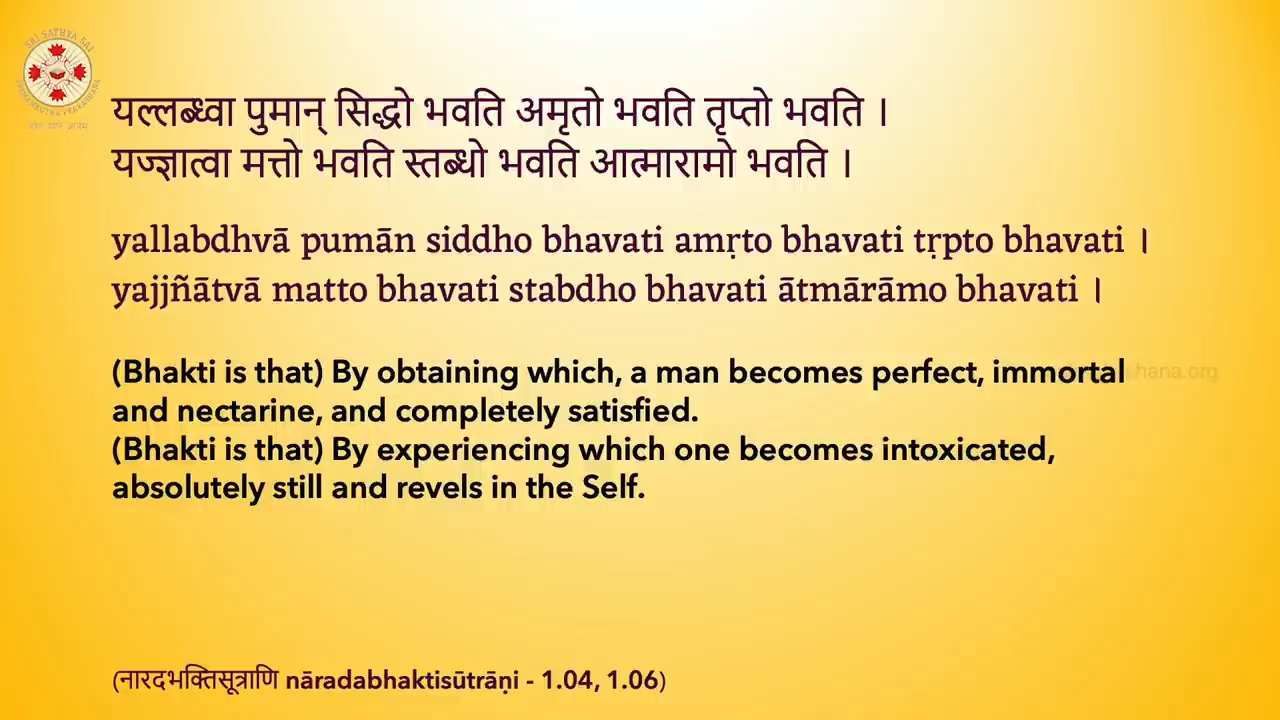 SRI SATHYA SAI
यल्लब्ध्वा पुमान् सिद्धो भवति अमृतो भवति तृप्तो भवति ।
यज्ज्ञात्वा मत्तो भवति स्तब्धो भवति आत्मारामो भवति ।
yallabdhvā pumān siddho bhavati amṛto bhavati tṛpto bhavati ।
yajjñātvā matto bhavati stabdho bhavati ātmārāmo bhavati ।
(Bhakti is that) By obtaining which, a man becomes perfect, immortal
and nectarine, and completely satisfied.
(Bhakti is that) By experiencing which one becomes intoxicated,
absolutely still and revels in the Self.
(नारदभक्तिसूत्राणि nāradabhaktisūtrāṇi - 1.04, 1.06)